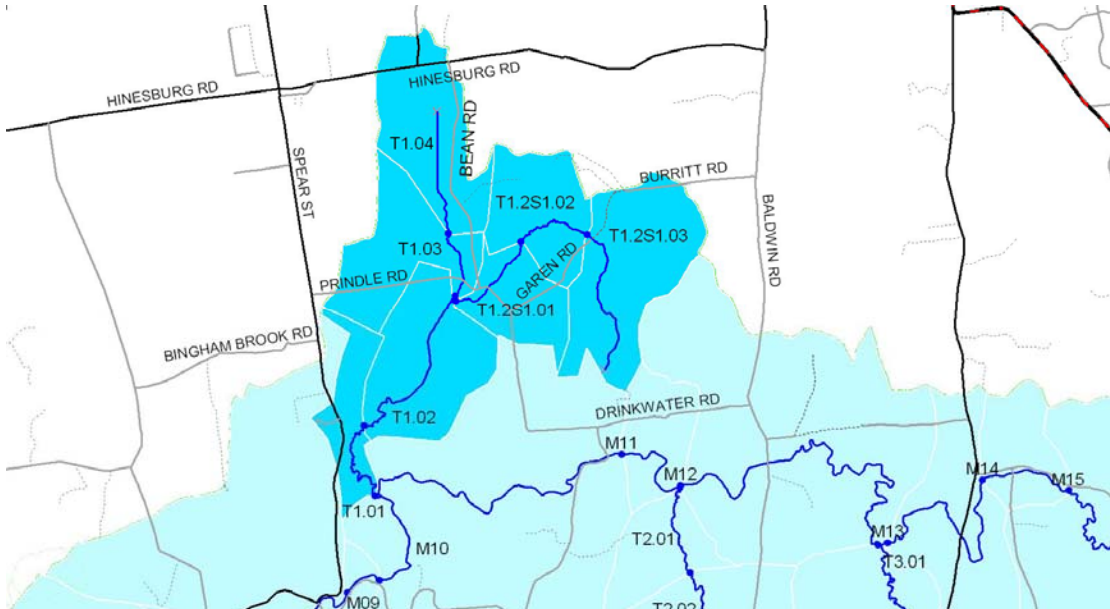 HINESBURG RD
HINESBURG RD
T1.04
BEAN RD
SPEAR ST
BURRITT RD
T1.2S1.02
BALDWIN RD
T1.2S1.03
T1.03
GAREN RD
PRINDLE RD
T1.2S1.01
BINGHAM BROOK RD
DRINKWATER RD
T1.02
M11
M12
M14
M15
T1.01
M13
T2.01
M10
T3.01
M09
T2.02